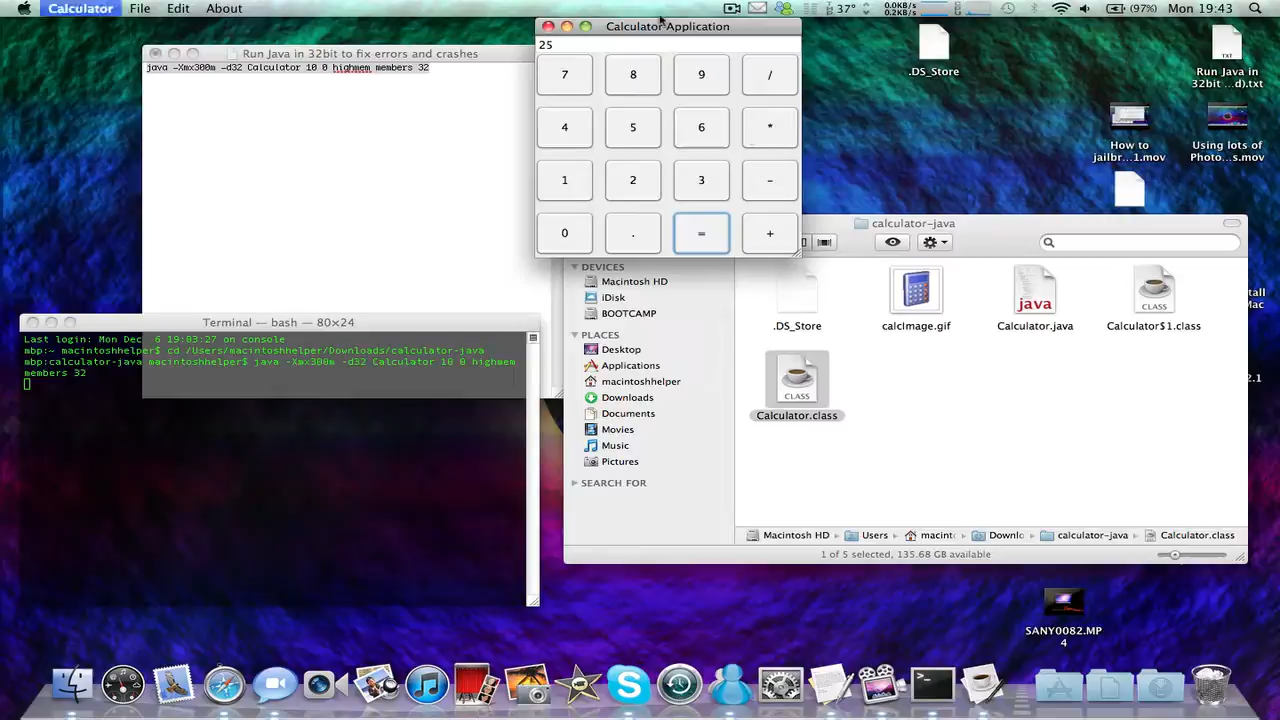 Calculator File Edit About
37° 0.0KB/s 0.2KB/s (97%) Mon 19:43
Run Java in 32bit to fix errors and crashes
java -Xmx300m -d32 Calculator 10 0 highmem members 32
Calculator Application
25
7 8 9 /
4 5 6 *
1 2 3 -
0 . = +
.DS_Store
Run Java in
32bit w...d).txt
How to
jailbr...1.mov
Using lots of
Photo...s.mov
Terminal — bash — 80×24
Last login: Mon Dec  6 19:03:27 on console
mbp:~ macintoshhelper$ cd /Users/macintoshhelper/Downloads/calculator-java
mbp:calculator-java macintoshhelper$ java -Xmx300m -d32 Calculator 10 0 highmem
members 32
calculator-java
DEVICES
Macintosh HD
iDisk
BOOTCAMP
PLACES
Desktop
Applications
macintoshhelper
Downloads
Documents
Movies
Music
Pictures
SEARCH FOR
.DS_Store
calcImage.gif
java
Calculator.java
CLASS
Calculator$1.class
CLASS
Calculator.class
Macintosh HD Users macint Downlo calculator-java Calculator.class
1 of 5 selected, 135.68 GB available
SANY0082.MP
4